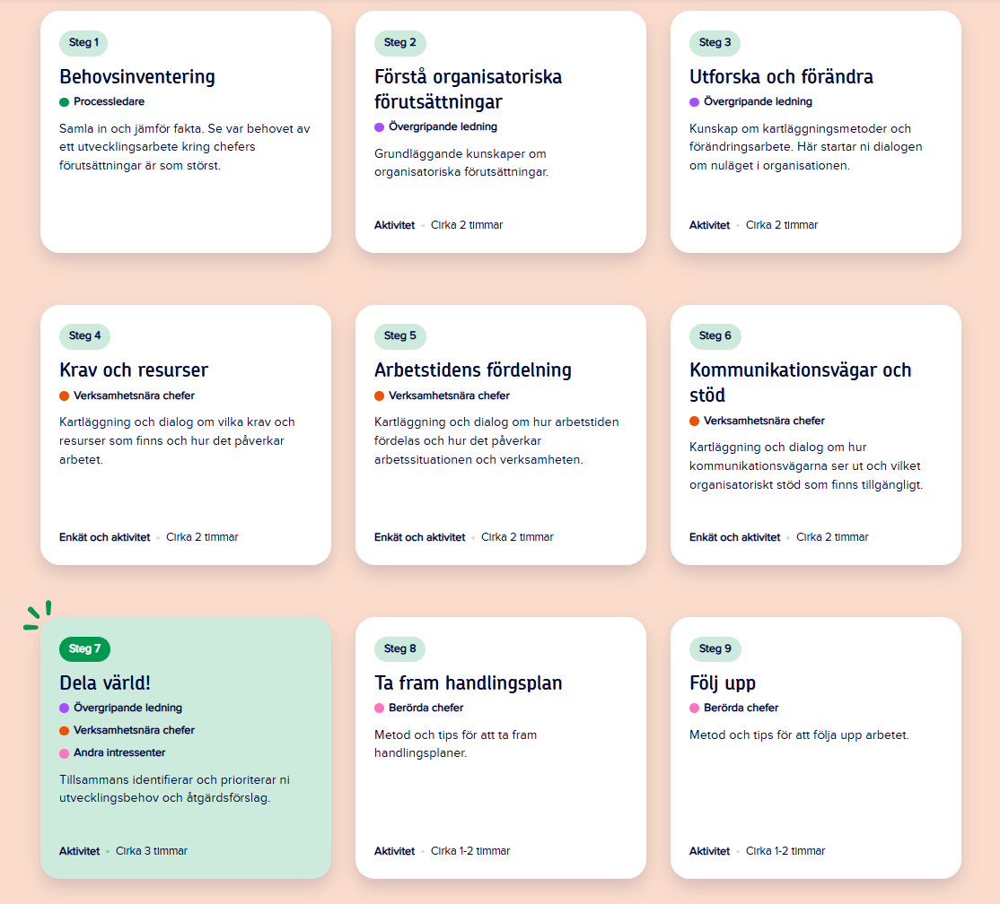 Steg 1
Behovsinventering
Processledare
Samla in och jämför fakta. Se var behovet av
ett utvecklingsarbete kring chefers
förutsättningar är som störst.
Steg 2
Förstå organisatoriska
förutsättningar
Övergripande ledning
Grundläggande kunskaper om
organisatoriska förutsättningar.
Aktivitet Cirka 2 timmar
Steg 3
Utforska och förändra
Övergripande ledning
Kunskap om kartläggningsmetoder och
förändringsarbete. Här startar ni dialogen
om nuläget i organisationen.
Aktivitet Cirka 2 timmar
Steg 4
Krav och resurser
Verksamhetsnära chefer
Kartläggning och dialog om vilka krav och
resurser som finns och hur det påverkar
arbetet.
Enkät och aktivitet Cirka 2 timmar
Steg 5
Arbetstidens fördelning
Verksamhetsnära chefer
Kartläggning och dialog om hur arbetstiden
fördelas och hur det påverkar
arbetssituationen och verksamheten.
Enkät och aktivitet Cirka 2 timmar
Steg 6
Kommunikationsvägar och
stöd
Verksamhetsnära chefer
Kartläggning och dialog om hur
kommunikationsvägarna ser ut och vilket
organisatoriskt stöd som finns tillgängligt.
Enkät och aktivitet Cirka 2 timmar
Steg 7
Dela värld!
Övergripande ledning
Verksamhetsnära chefer
Andra intressenter
Tillsammans identifierar och prioriterar ni
utvecklingsbehov och åtgärdsförslag.
Aktivitet Cirka 3 timmar
Steg 8
Ta fram handlingsplan
Berörda chefer
Metod och tips för att ta fram
handlingsplaner.
Aktivitet Cirka 1-2 timmar
Steg 9
Följ upp
Berörda chefer
Metod och tips för att följa upp arbetet.
Aktivitet Cirka 1-2 timmar